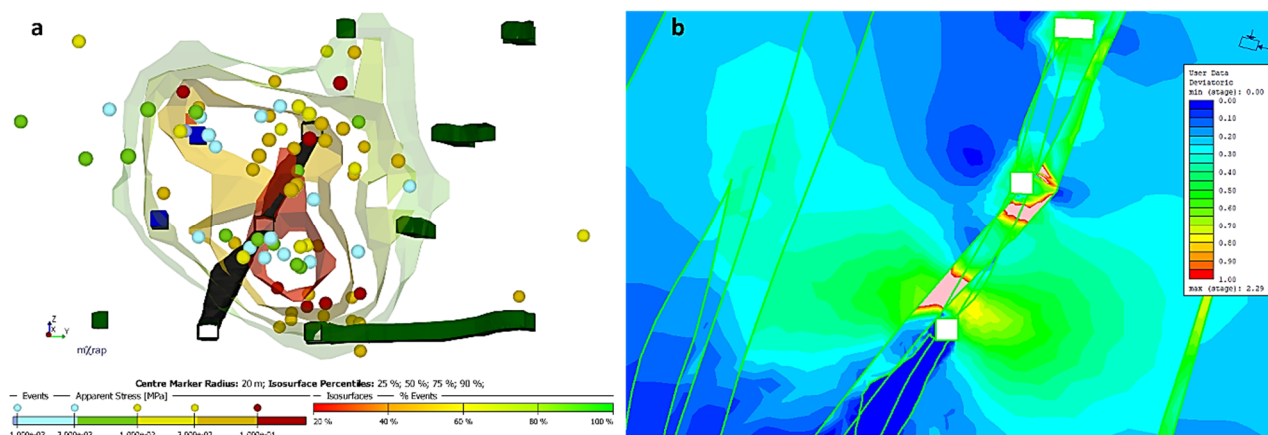 a
b
Z
X
Y
mXrap
Centre Marker Radius: 20 m; Isosurface Percentiles: 25 %; 50 %; 75 %; 90 %;
Events
Apparent Stress [MPa]
Isosurfaces
% Events
20 %
40 %
60 %
80 %
100 %
User Data
Deviatoric
min (stage): 0.00
0.00
0.10
0.20
0.30
0.40
0.50
0.60
0.70
0.80
0.90
1.00
max (stage): 2.29